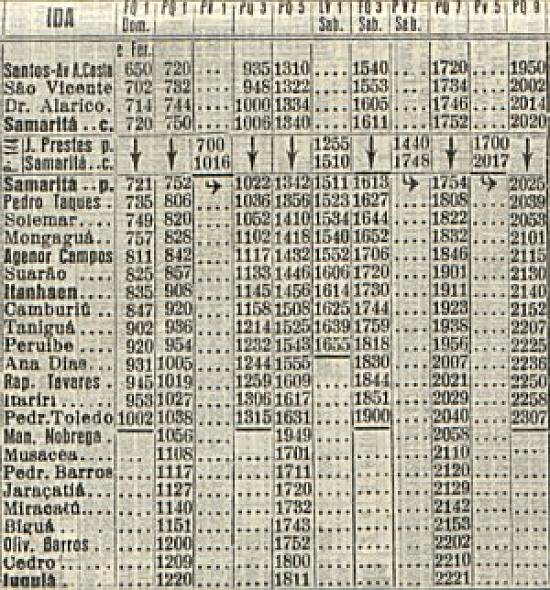 IDA PQ 1 PQ 1 PV 1 PQ 3 PQ 5 LV 1 PQ 3 PV 7 PQ 7 PV 5 PQ 9
Dom. Sab. Sab. Sab.
e Fer.
Santos-Av A.Costa 650 720 ... 935 1310 .... 1540 ... 1720 .... 1950
São Vicente 702 732 ... 948 1322 .... 1553 ... 1734 .... 2002
Dr. Alarico. 714 744 .... 1000 1334 .... 1605 ... 1746 .... 2014
Samaritá ..c. 720 750 .... 1006 1340 .... 1611 ... 1752 .... 2020
J. Prestes p. ↓ ↓ 700 ↓ ↓ 1255 ↓ 1440 ↓ 1700 ↓
Samaritá..c. 1016 1510 1748 2017
Samaritá ..p. 721 752 ↳ 1022 1342 1511 1613 ↳ 1754 ↳ 2025
Pedro Taques . 735 806 .... 1036 1356 1523 1627 .... 1808 .... 2039
Solemar. . . 749 820 .... 1052 1410 1534 1644 .... 1822 .... 2053
Mongaguá. . 757 828 .... 1102 1418 1540 1652 .... 1832 .... 2101
Agenor Campos 811 842 .... 1117 1432 1552 1706 .... 1846 .... 2115
Suarão .... 825 857 .... 1133 1446 1606 1720 .... 1901 .... 2130
Itanhaen.... 835 908 .... 1145 1456 1614 1730 .... 1911 .... 2140
Camburiú .. 847 920 .... 1158 1508 1625 1744 .... 1923 .... 2152
Taniguá... 902 936 .... 1214 1525 1639 1759 .... 1938 .... 2207
Peruibe... 920 954 .... 1232 1543 1655 1818 .... 1956 .... 2225
Ana Dias... 931 1005 .... 1244 1555 1830 .... 2007 .... 2236
Rap. Tavares . 945 1019 .... 1259 1609 .... 1844 .... 2021 .... 2250
Itariri .... 953 1027 .... 1306 1617 .... 1851 .... 2029 .... 2258
Pedr.Toledo 1002 1038 .... 1315 1631 .... 1900 .... 2040 .... 2307
Man. Nobrega 1056 .... 1949 .... .... 2058 ....
Musacea.... .... 1108 .... .... 1701 .... .... .... 2110 .... ....
Pedr. Barros .... 1117 .... .... 1711 .... .... .... 2120 .... ....
Jaraçatiá.. .... 1127 .... .... 1720 .... .... .... 2129 .... ....
Miracatú... .... 1140 .... .... 1732 .... .... .... 2142 .... ....
Biguá.... .... 1151 .... .... 1743 .... .... .... 2153 .... ....
Oliv. Barros . .... 1200 .... .... 1752 .... .... .... 2202 .... ....
Cedro.... .... 1209 .... .... 1800 .... .... .... 2210 .... ....
Juquiá.... .... 1220 .... .... 1811 .... .... .... 2221 .... ....